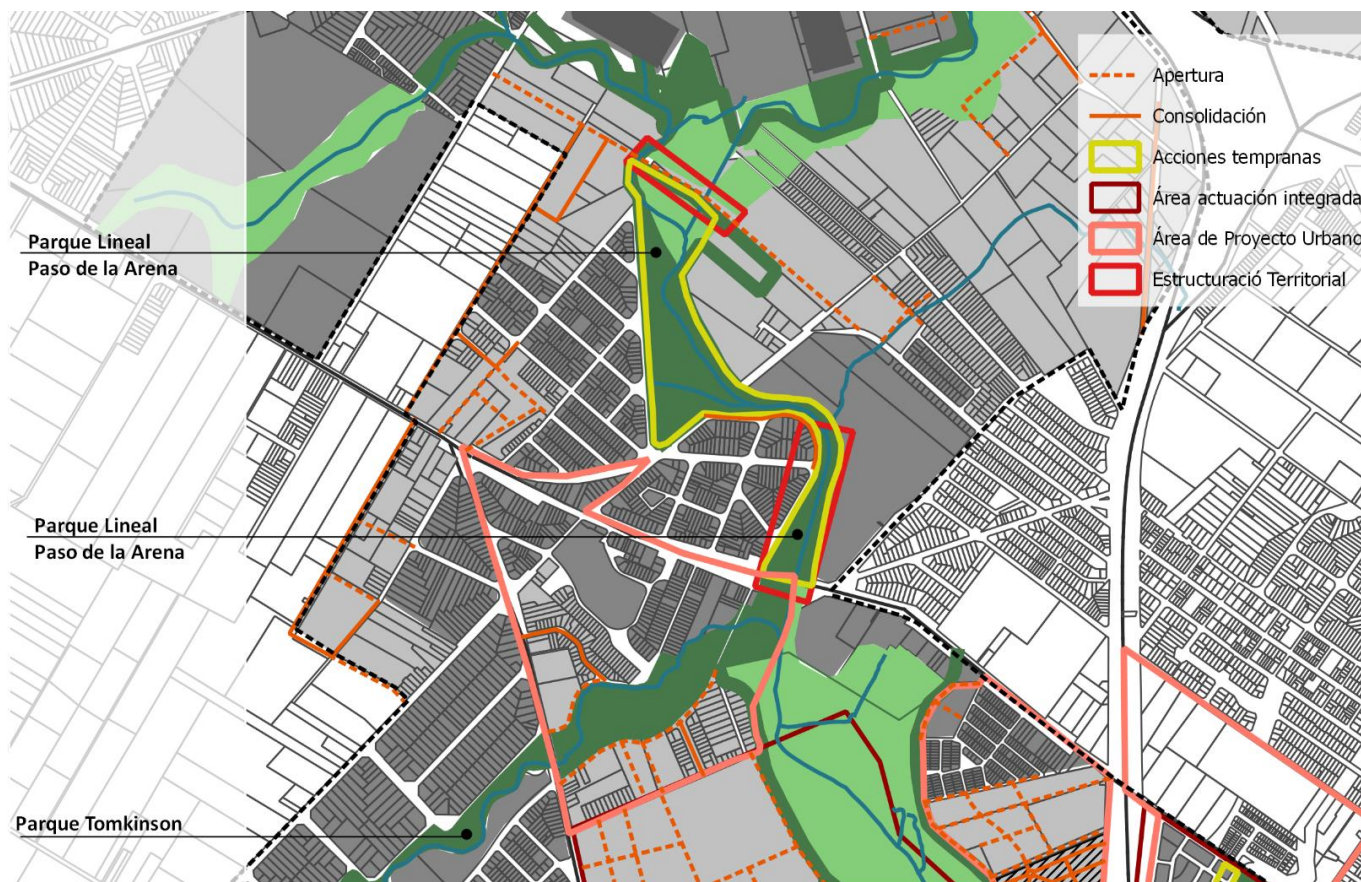 Apertura
Consolidación
Acciones tempranas
Área actuación integrada
Área de Proyecto Urbano
Estructuració Territorial
Parque Lineal
Paso de la Arena
Parque Lineal
Paso de la Arena
Parque Tomkinson